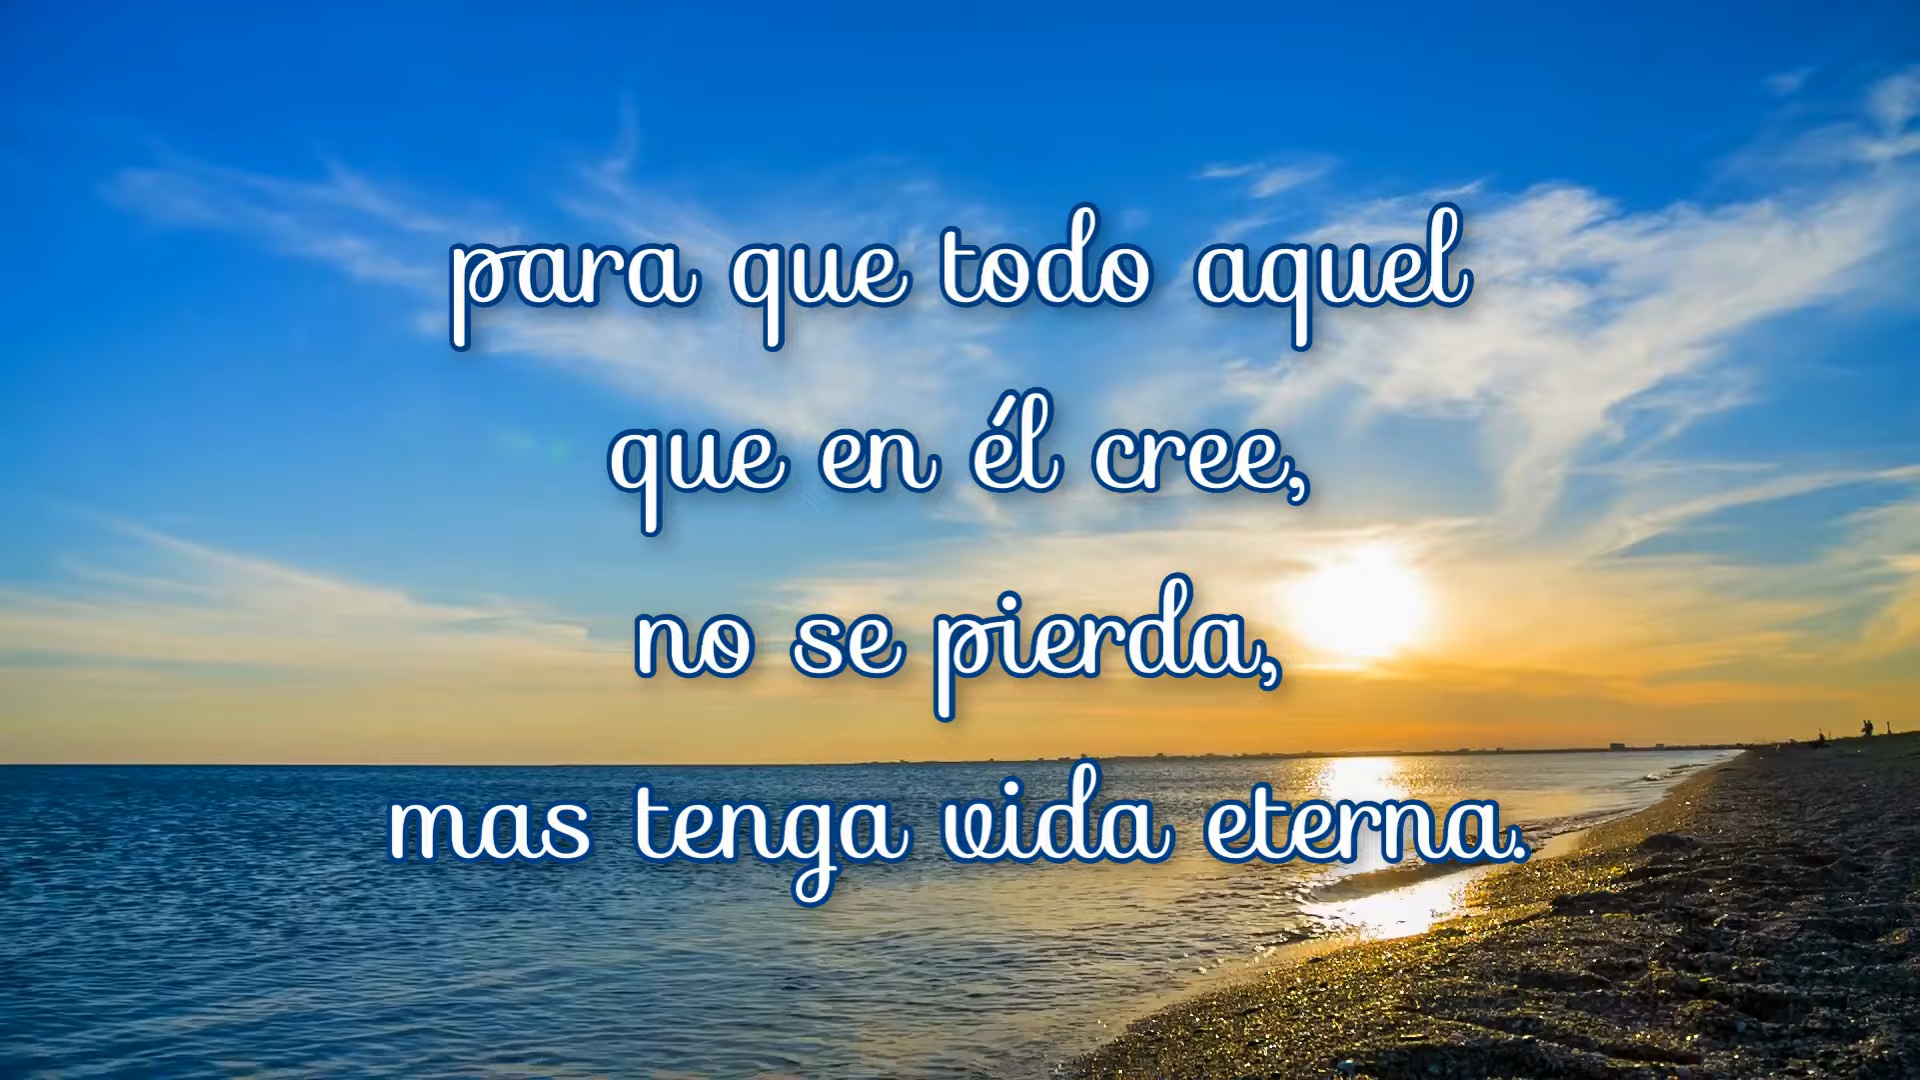 para que todo aquel
que en él cree,
no se pierda,
mas tenga vida eterna.